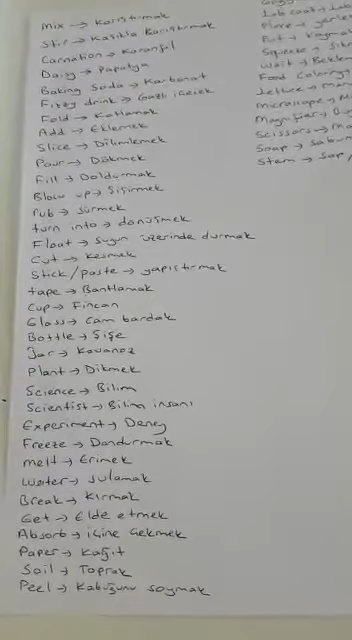 Mix → Karıştırmak
Stir → Kaşıkla Karıştırmak
Carnation → Karanfil
Daisy → Papatya
Baking Soda → Karbonat
Fizzy drink → Gazlı içecek
Fold → Katlamak
Add → Eklemek
Slice → Dilimlemek
Pour → Dökmek
Fill → Doldurmak
Blow up → Şişirmek
rub → sürmek
turn into → dönüşmek
Float → Suyun üzerinde durmak
Cut → Kesmek
Stick/paste → yapıştırmak
tape → Bantlamak
Cup → Fincan
Glass → cam bardak
Bottle → Şişe
Jar → Kavanoz
Plant → Dikmek
Science → Bilim
Scientist → Bilim insanı
Experiment → Deney
Freeze → Dondurmak
melt → Erimek
Water → sulamak
Break → Kırmak
Get → Elde etmek
Absorb → içine çekmek
Paper → Kağıt
Soil → Toprak
Peel → Kabuğunu soymak
Lab coat → Lab
Place → yerleş
Put → Koymak
Squeeze → Sık
Wait → Bekle
Food Coloring
Lettuce → mar
microscope → M
Magnifier →
Scissors → Ma
Soap → Sabun
Stem → Sap